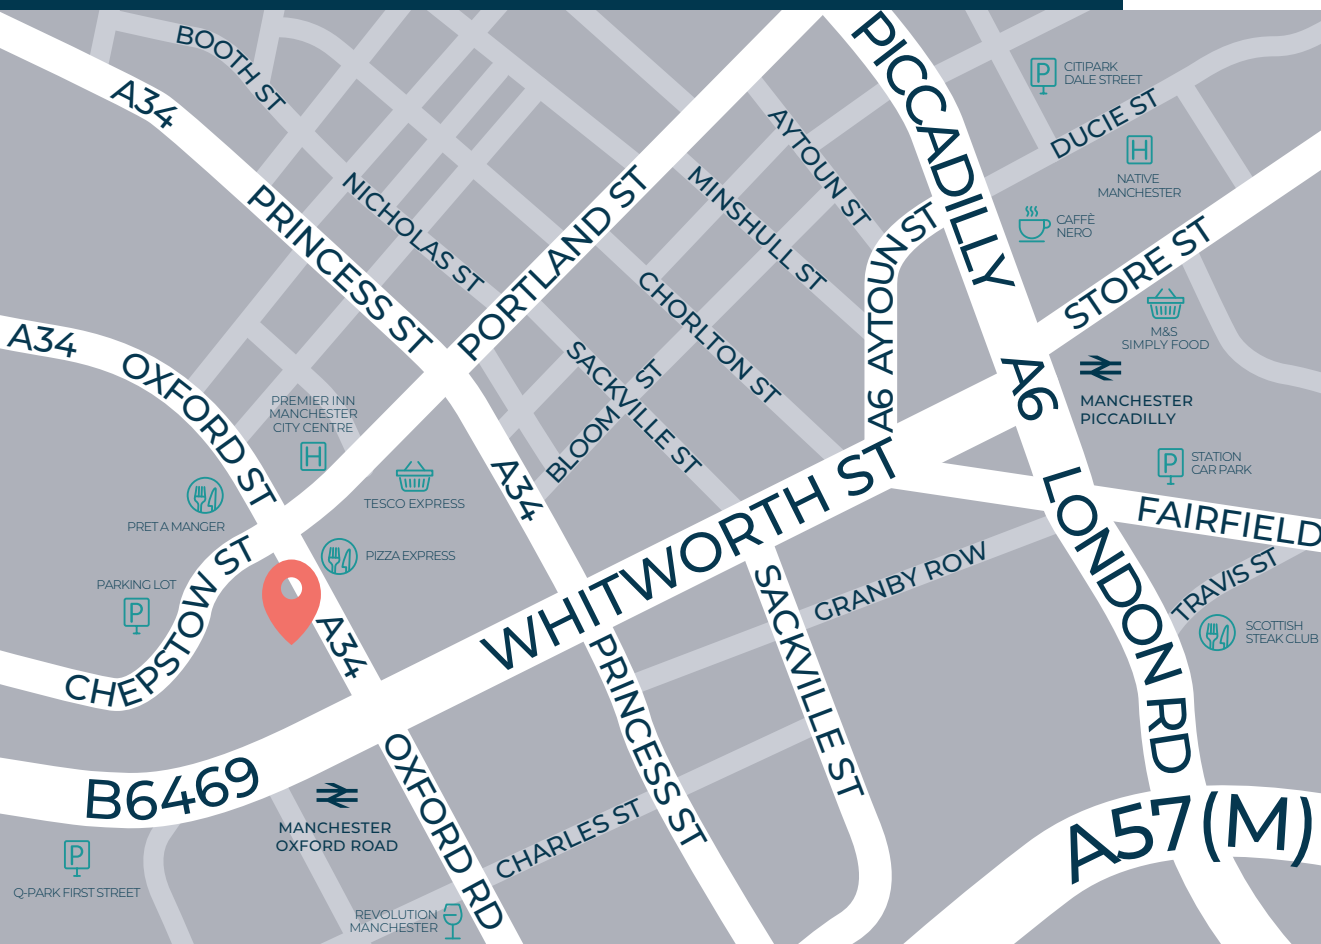 BOOTH ST
A34
PICCADILLY
CITIPARK
DALE STREET
DUCIE ST
AYTOUN ST
NATIVE
MANCHESTER
CAFFÈ
NERO
PRINCESS ST
NICHOLAS ST
PORTLAND ST
MINSHULL ST
AYTOUN ST
STORE ST
M&S
SIMPLY FOOD
CHORLTON ST
A34
OXFORD ST
SACKVILLE ST
BLOOM ST
A6
A6
MANCHESTER
PICCADILLY
PREMIER INN
MANCHESTER
CITY CENTRE
TESCO EXPRESS
A34
WHITWORTH ST
STATION
CAR PARK
PRET A MANGER
PIZZA EXPRESS
LONDON RD
FAIRFIELD
CHEPSTOW ST
PARKING LOT
A34
GRANBY ROW
SACKVILLE ST
TRAVIS ST
SCOTTISH
STEAK CLUB
PRINCESS ST
B6469
OXFORD RD
MANCHESTER
OXFORD ROAD
A57(M)
CHARLES ST
Q-PARK FIRST STREET
REVOLUTION
MANCHESTER